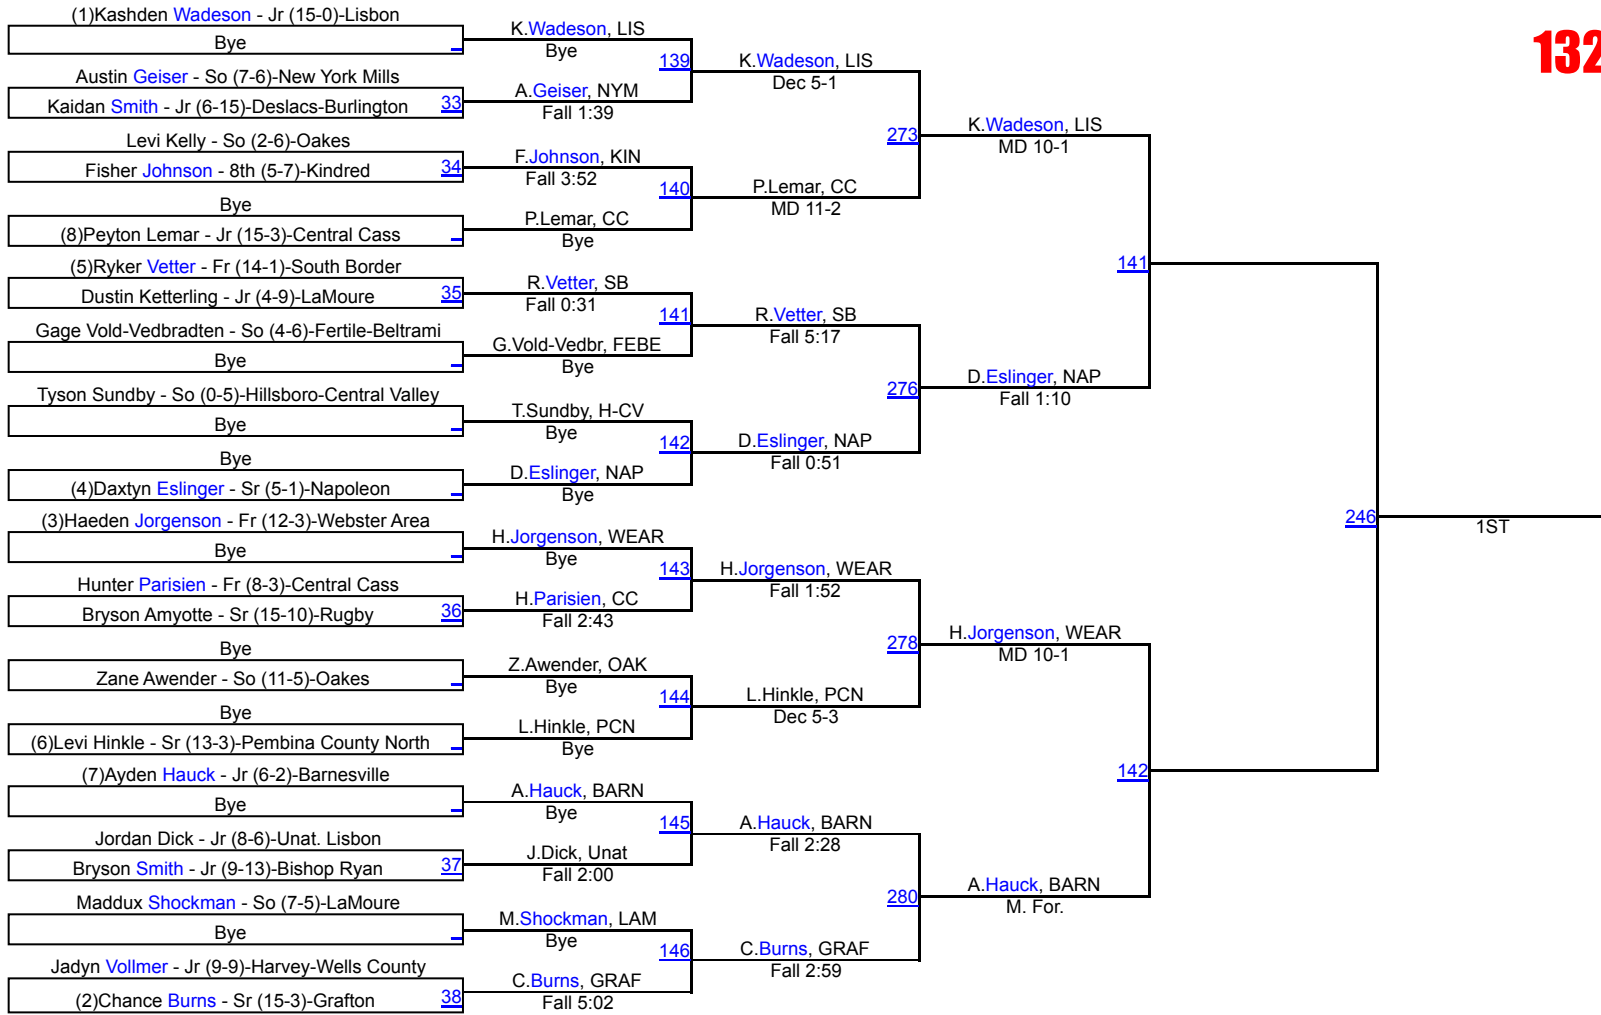 132
(1)Kashden Wadeson - Jr (15-0)-Lisbon
Bye
Austin Geiser - So (7-6)-New York Mills
Kaidan Smith - Jr (6-15)-Deslacs-Burlington 33
Levi Kelly - So (2-6)-Oakes
Fisher Johnson - 8th (5-7)-Kindred 34
Bye
(8)Peyton Lemar - Jr (15-3)-Central Cass
(5)Ryker Vetter - Fr (14-1)-South Border
Dustin Ketterling - Jr (4-9)-LaMoure 35
Gage Vold-Vedbradten - So (4-6)-Fertile-Beltrami
Bye
Tyson Sundby - So (0-5)-Hillsboro-Central Valley
Bye
Bye
(4)Daxtyn Eslinger - Sr (5-1)-Napoleon
(3)Haeden Jorgenson - Fr (12-3)-Webster Area
Bye
Hunter Parisien - Fr (8-3)-Central Cass
Bryson Amyotte - Sr (15-10)-Rugby 36
Bye
Zane Awender - So (11-5)-Oakes
Bye
(6)Levi Hinkle - Sr (13-3)-Pembina County North
(7)Ayden Hauck - Jr (6-2)-Barnesville
Bye
Jordan Dick - Jr (8-6)-Unat. Lisbon
Bryson Smith - Jr (9-13)-Bishop Ryan 37
Maddux Shockman - So (7-5)-LaMoure
Bye
Jadyn Vollmer - Jr (9-9)-Harvey-Wells County
(2)Chance Burns - Sr (15-3)-Grafton 38
K.Wadeson, LIS
Bye
139
A.Geiser, NYM
Fall 1:39
F.Johnson, KIN
Fall 3:52
140
P.Lemar, CC
Bye
R.Vetter, SB
Fall 0:31
141
G.Vold-Vedbr, FEBE
Bye
T.Sundby, H-CV
Bye
142
D.Eslinger, NAP
Bye
H.Jorgenson, WEAR
Bye
143
H.Parisien, CC
Fall 2:43
Z.Awender, OAK
Bye
144
L.Hinkle, PCN
Bye
A.Hauck, BARN
Bye
145
J.Dick, Unat
Fall 2:00
M.Shockman, LAM
Bye
146
C.Burns, GRAF
Fall 5:02
K.Wadeson, LIS
Dec 5-1
273
P.Lemar, CC
MD 11-2
R.Vetter, SB
Fall 5:17
276
D.Eslinger, NAP
Fall 0:51
H.Jorgenson, WEAR
Fall 1:52
278
L.Hinkle, PCN
Dec 5-3
A.Hauck, BARN
Fall 2:28
280
C.Burns, GRAF
Fall 2:59
K.Wadeson, LIS
MD 10-1
141
D.Eslinger, NAP
Fall 1:10
H.Jorgenson, WEAR
MD 10-1
142
A.Hauck, BARN
M. For.
246
1ST